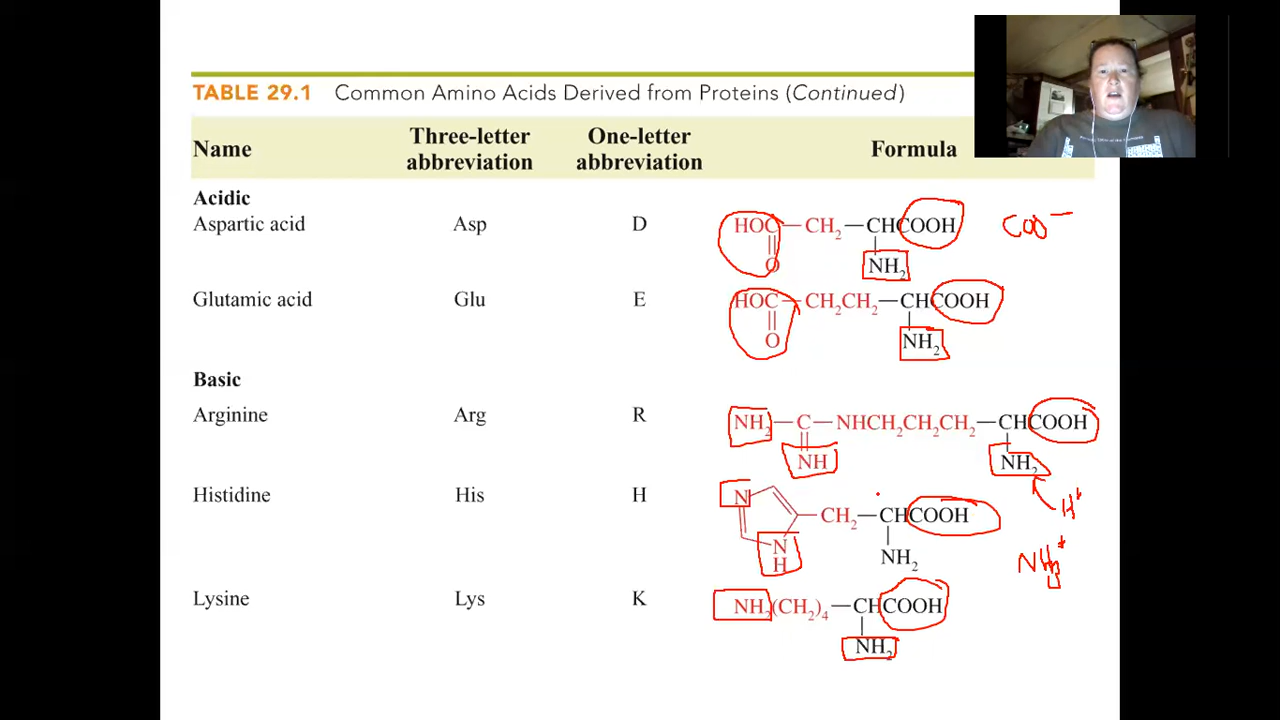 TABLE 29.1 Common Amino Acids Derived from Proteins (Continued)
Name Three-letter abbreviation One-letter abbreviation Formula
Acidic
Aspartic acid Asp D HOC—CH2—CHCOOH COO⁻
O NH2
Glutamic acid Glu E HOC—CH2CH2—CHCOOH
O NH2
Basic
Arginine Arg R NH2—C—NHCH2CH2CH2—CHCOOH
NH NH2
Histidine His H N CH2—CHCOOH H⁺
N
H NH2 NH3⁺
Lysine Lys K NH2(CH2)4—CHCOOH
NH2